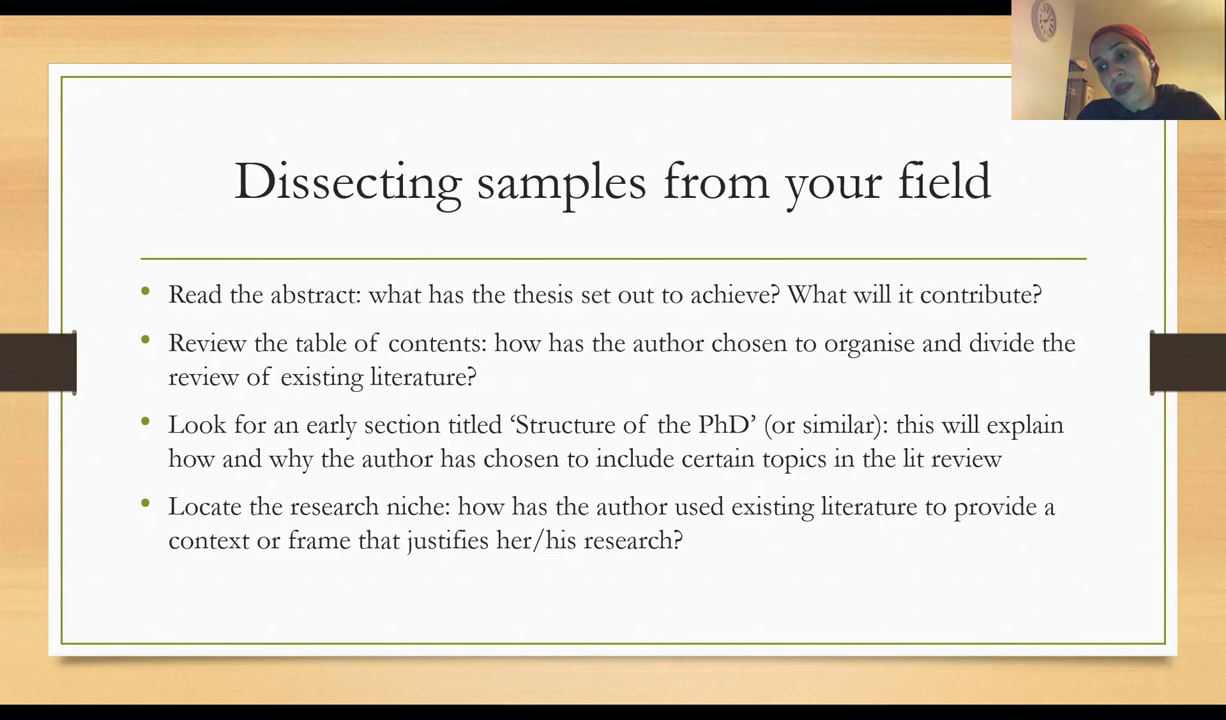 Dissecting samples from your field
• Read the abstract: what has the thesis set out to achieve? What will it contribute?
• Review the table of contents: how has the author chosen to organise and divide the
review of existing literature?
• Look for an early section titled ‘Structure of the PhD’ (or similar): this will explain
how and why the author has chosen to include certain topics in the lit review
• Locate the research niche: how has the author used existing literature to provide a
context or frame that justifies her/his research?